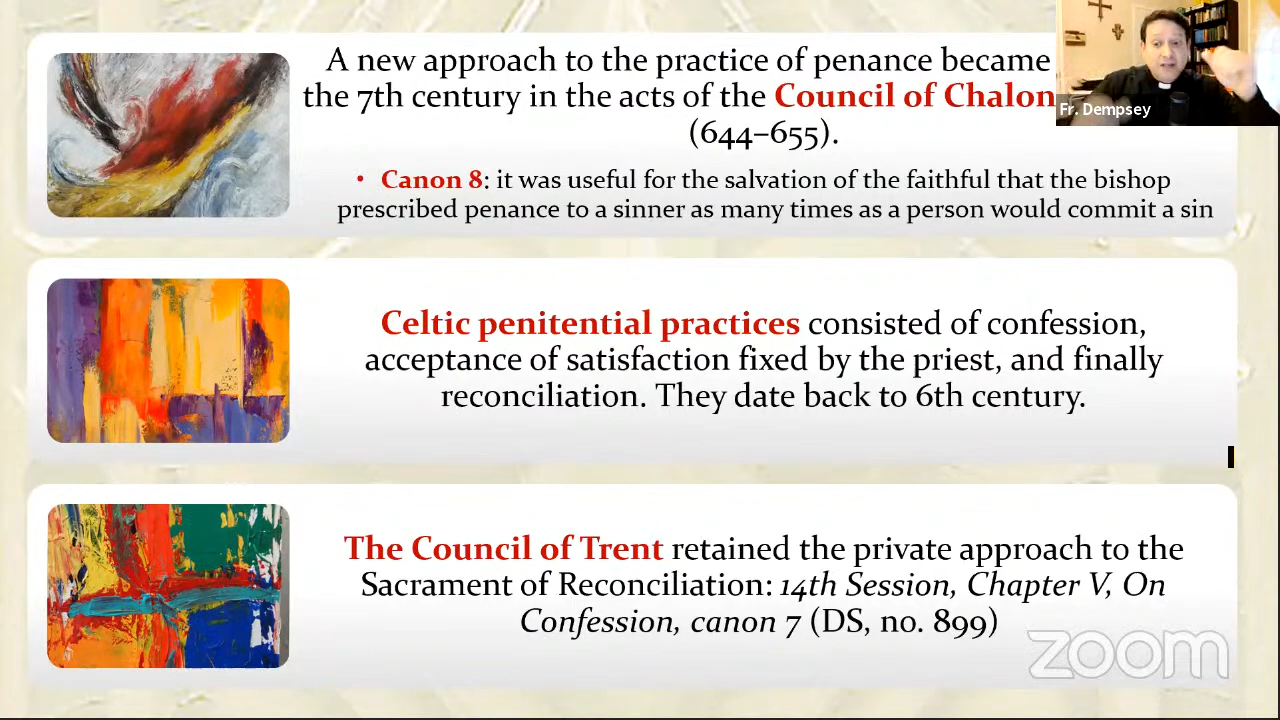 A new approach to the practice of penance became
the 7th century in the acts of the Council of Chalon
(644–655).
• Canon 8: it was useful for the salvation of the faithful that the bishop
prescribed penance to a sinner as many times as a person would commit a sin
Celtic penitential practices consisted of confession,
acceptance of satisfaction fixed by the priest, and finally
reconciliation. They date back to 6th century.
The Council of Trent retained the private approach to the
Sacrament of Reconciliation: 14th Session, Chapter V, On
Confession, canon 7 (DS, no. 899)
Fr. Dempsey
zoom